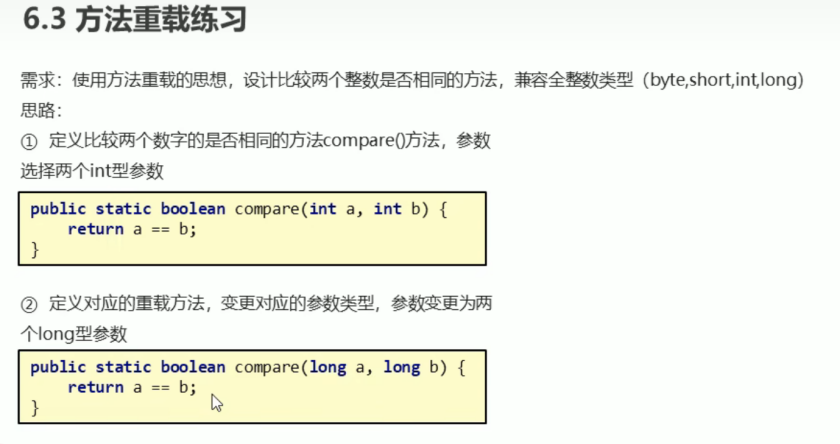 6.3 方法重载练习
需求：使用方法重载的思想，设计比较两个整数是否相同的方法，兼容全整数类型（byte,short,int,long）
思路：
① 定义比较两个数字的是否相同的方法compare()方法，参数
选择两个int型参数
public static boolean compare(int a, int b) {
    return a == b;
}
② 定义对应的重载方法，变更对应的参数类型，参数变更为两
个long型参数
public static boolean compare(long a, long b) {
    return a == b;
}